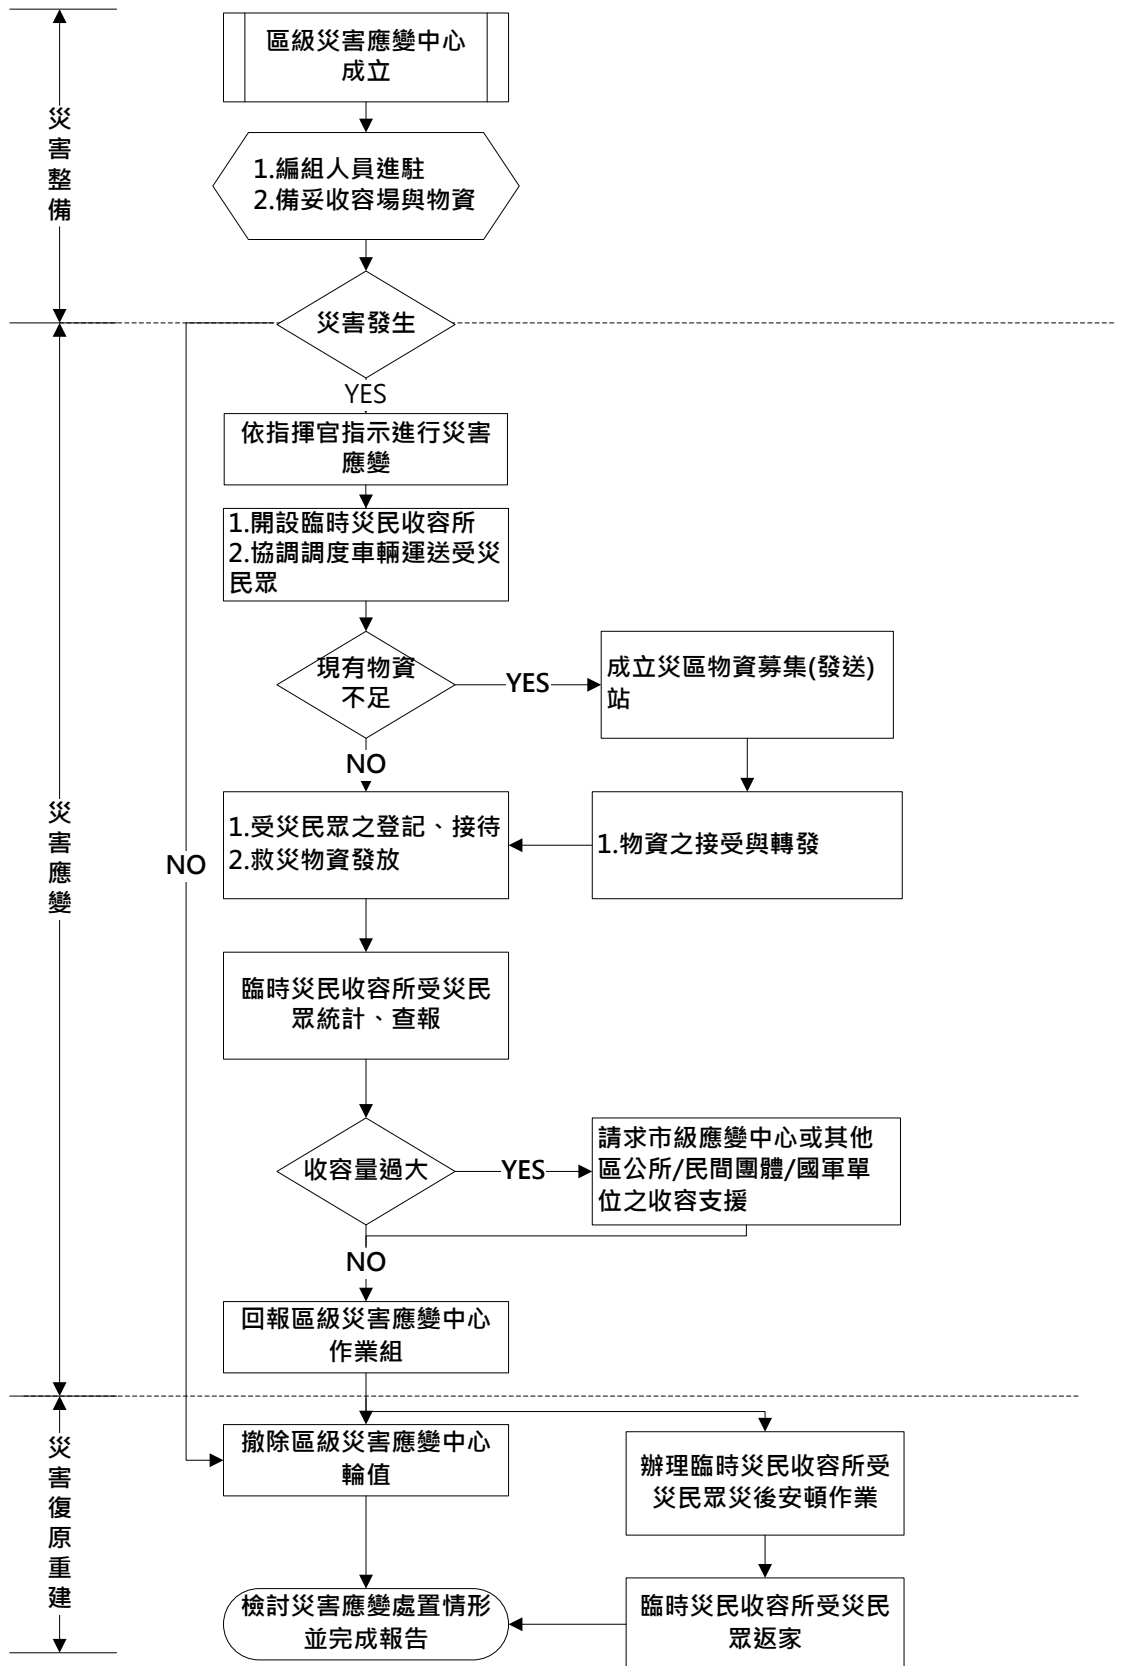 區級災害應變中心
成立
災害整備
1.編組人員進駐
2.備妥收容場與物資
災害發生
YES
依指揮官指示進行災害
應變
1.開設臨時災民收容所
2.協調調度車輛運送受災
民眾
現有物資
不足
YES
成立災區物資募集(發送)
站
NO
災害應變
NO
1.受災民眾之登記、接待
2.救災物資發放
1.物資之接受與轉發
臨時災民收容所受災民
眾統計、查報
收容量過大
YES
請求市級應變中心或其他
區公所/民間團體/國軍單
位之收容支援
NO
回報區級災害應變中心
作業組
災害復原重建
撤除區級災害應變中心
輪值
辦理臨時災民收容所受
災民眾災後安頓作業
檢討災害應變處置情形
並完成報告
臨時災民收容所受災民
眾返家